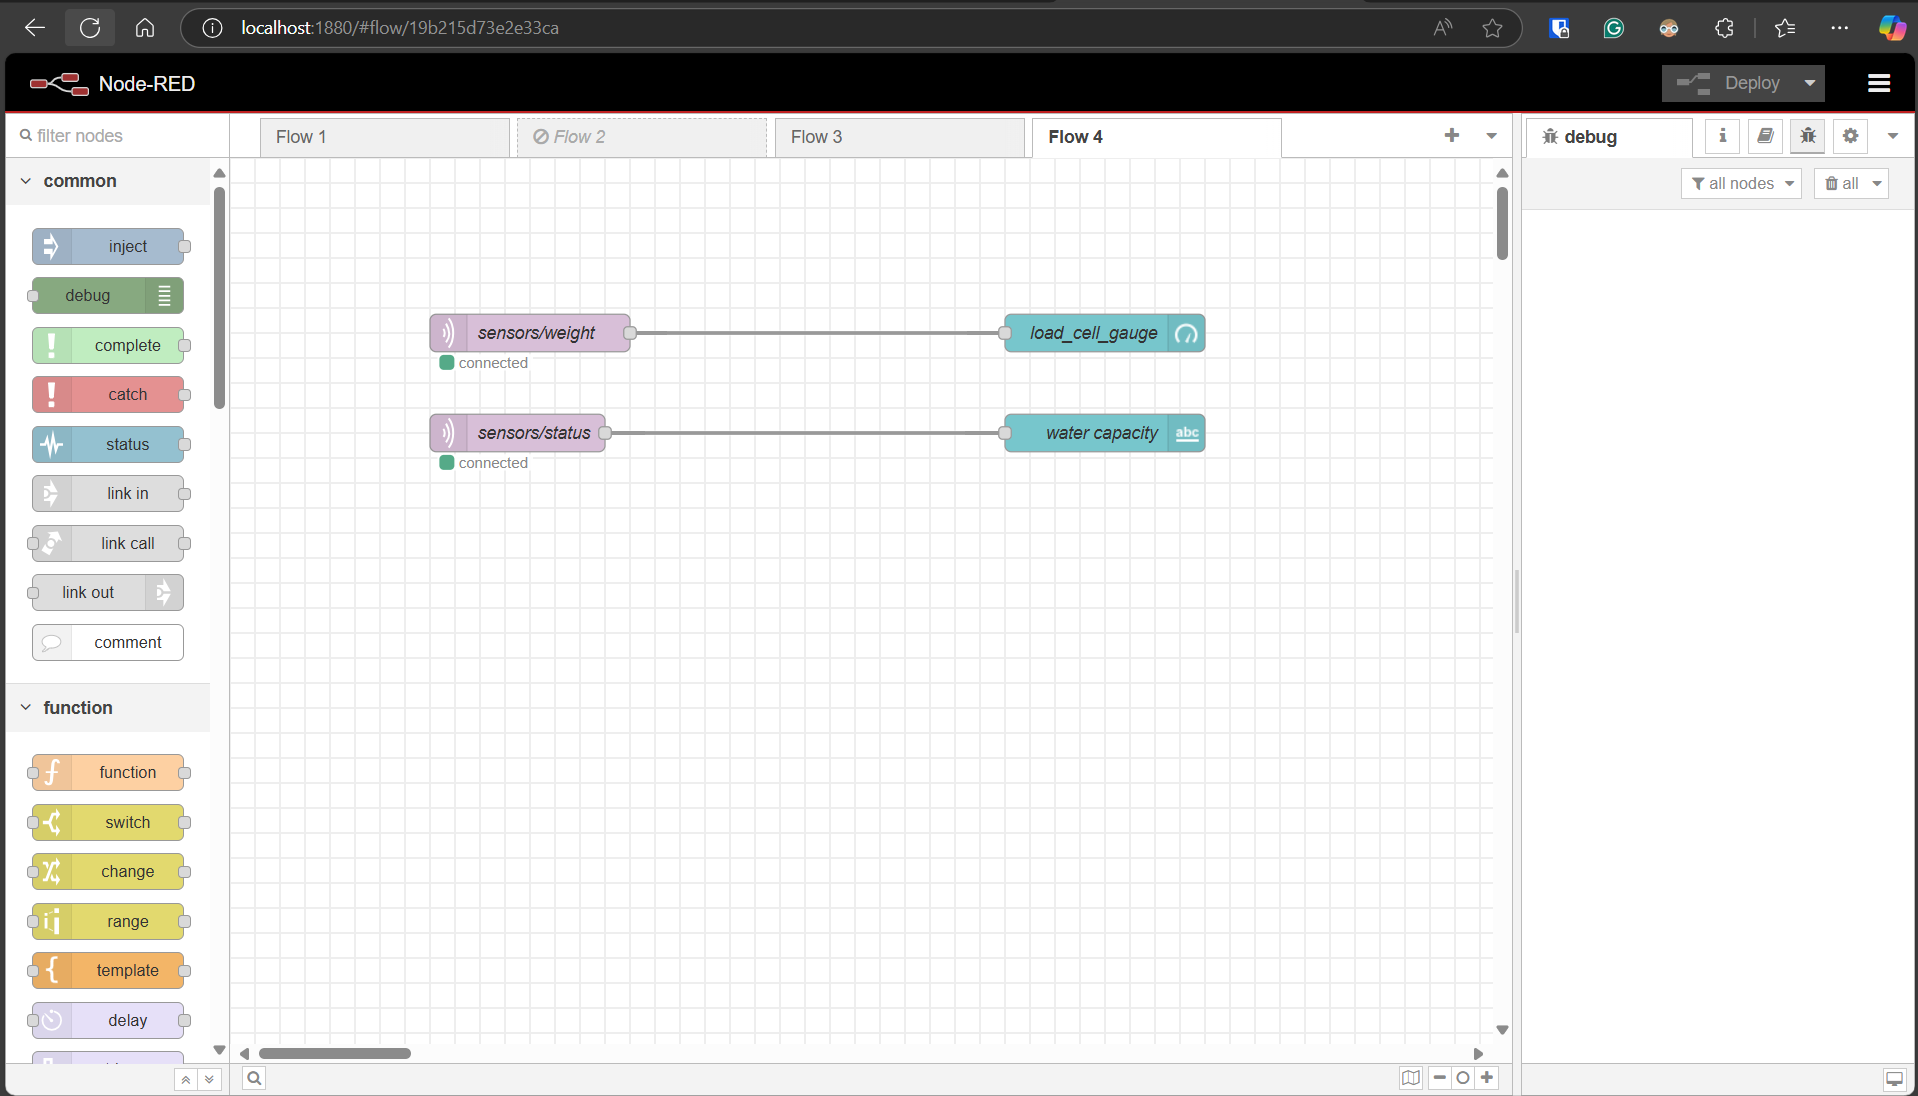 localhost:1880/#flow/19b215d73e2e33ca
Node-RED
Deploy
filter nodes
Flow 1
Flow 2
Flow 3
Flow 4
debug
all nodes
all
common
inject
debug
complete
catch
status
link in
link call
link out
comment
function
function
switch
change
range
template
delay
sensors/weight
connected
load_cell_gauge
sensors/status
connected
water capacity
abc